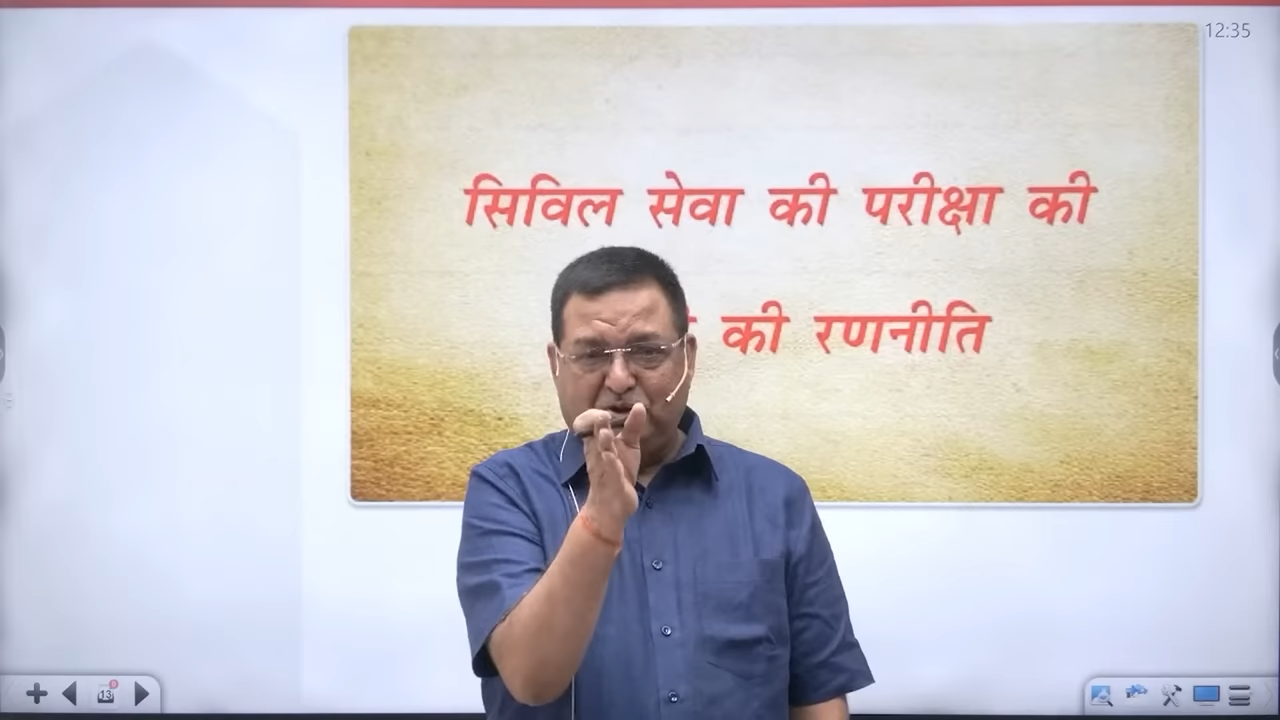 12:35
सिविल सेवा की परीक्षा की
की रणनीति
13